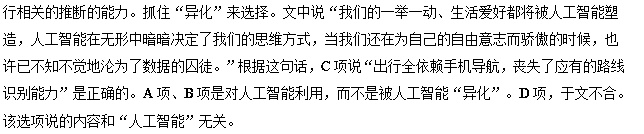 行相关的推断的能力。抓住“异化”来选择。文中说“我们的一举一动、生活爱好都将被人工智能塑
造，人工智能在无形中暗暗决定了我们的思维方式，当我们还在为自己的自由意志而骄傲的时候，也
许已不知不觉地沦为了数据的囚徒。”根据这句话，C 项说“出行全依赖手机导航，丧失了应有的路线
识别能力”是正确的。A 项、B 项是对人工智能利用，而不是被人工智能“异化”。D 项，于文不合。
该选项说的内容和“人工智能”无关。